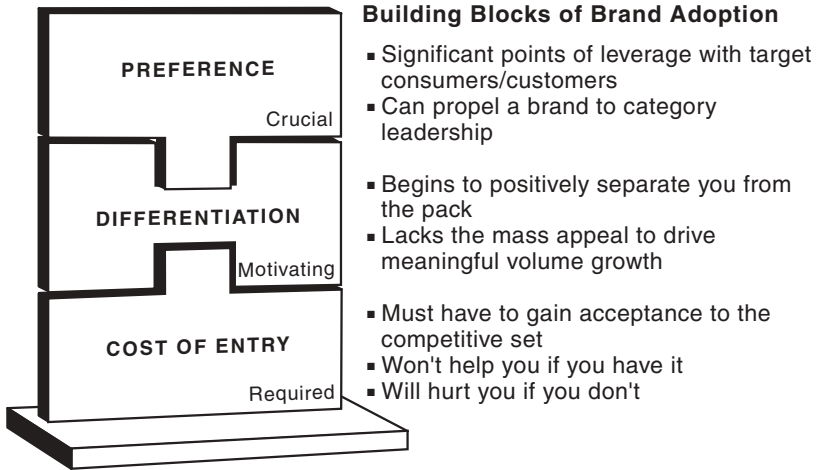 Building Blocks of Brand Adoption
PREFERENCE
Crucial
▪ Significant points of leverage with target
consumers/customers
▪ Can propel a brand to category
leadership
DIFFERENTIATION
Motivating
▪ Begins to positively separate you from
the pack
▪ Lacks the mass appeal to drive
meaningful volume growth
COST OF ENTRY
Required
▪ Must have to gain acceptance to the
competitive set
▪ Won't help you if you have it
▪ Will hurt you if you don't